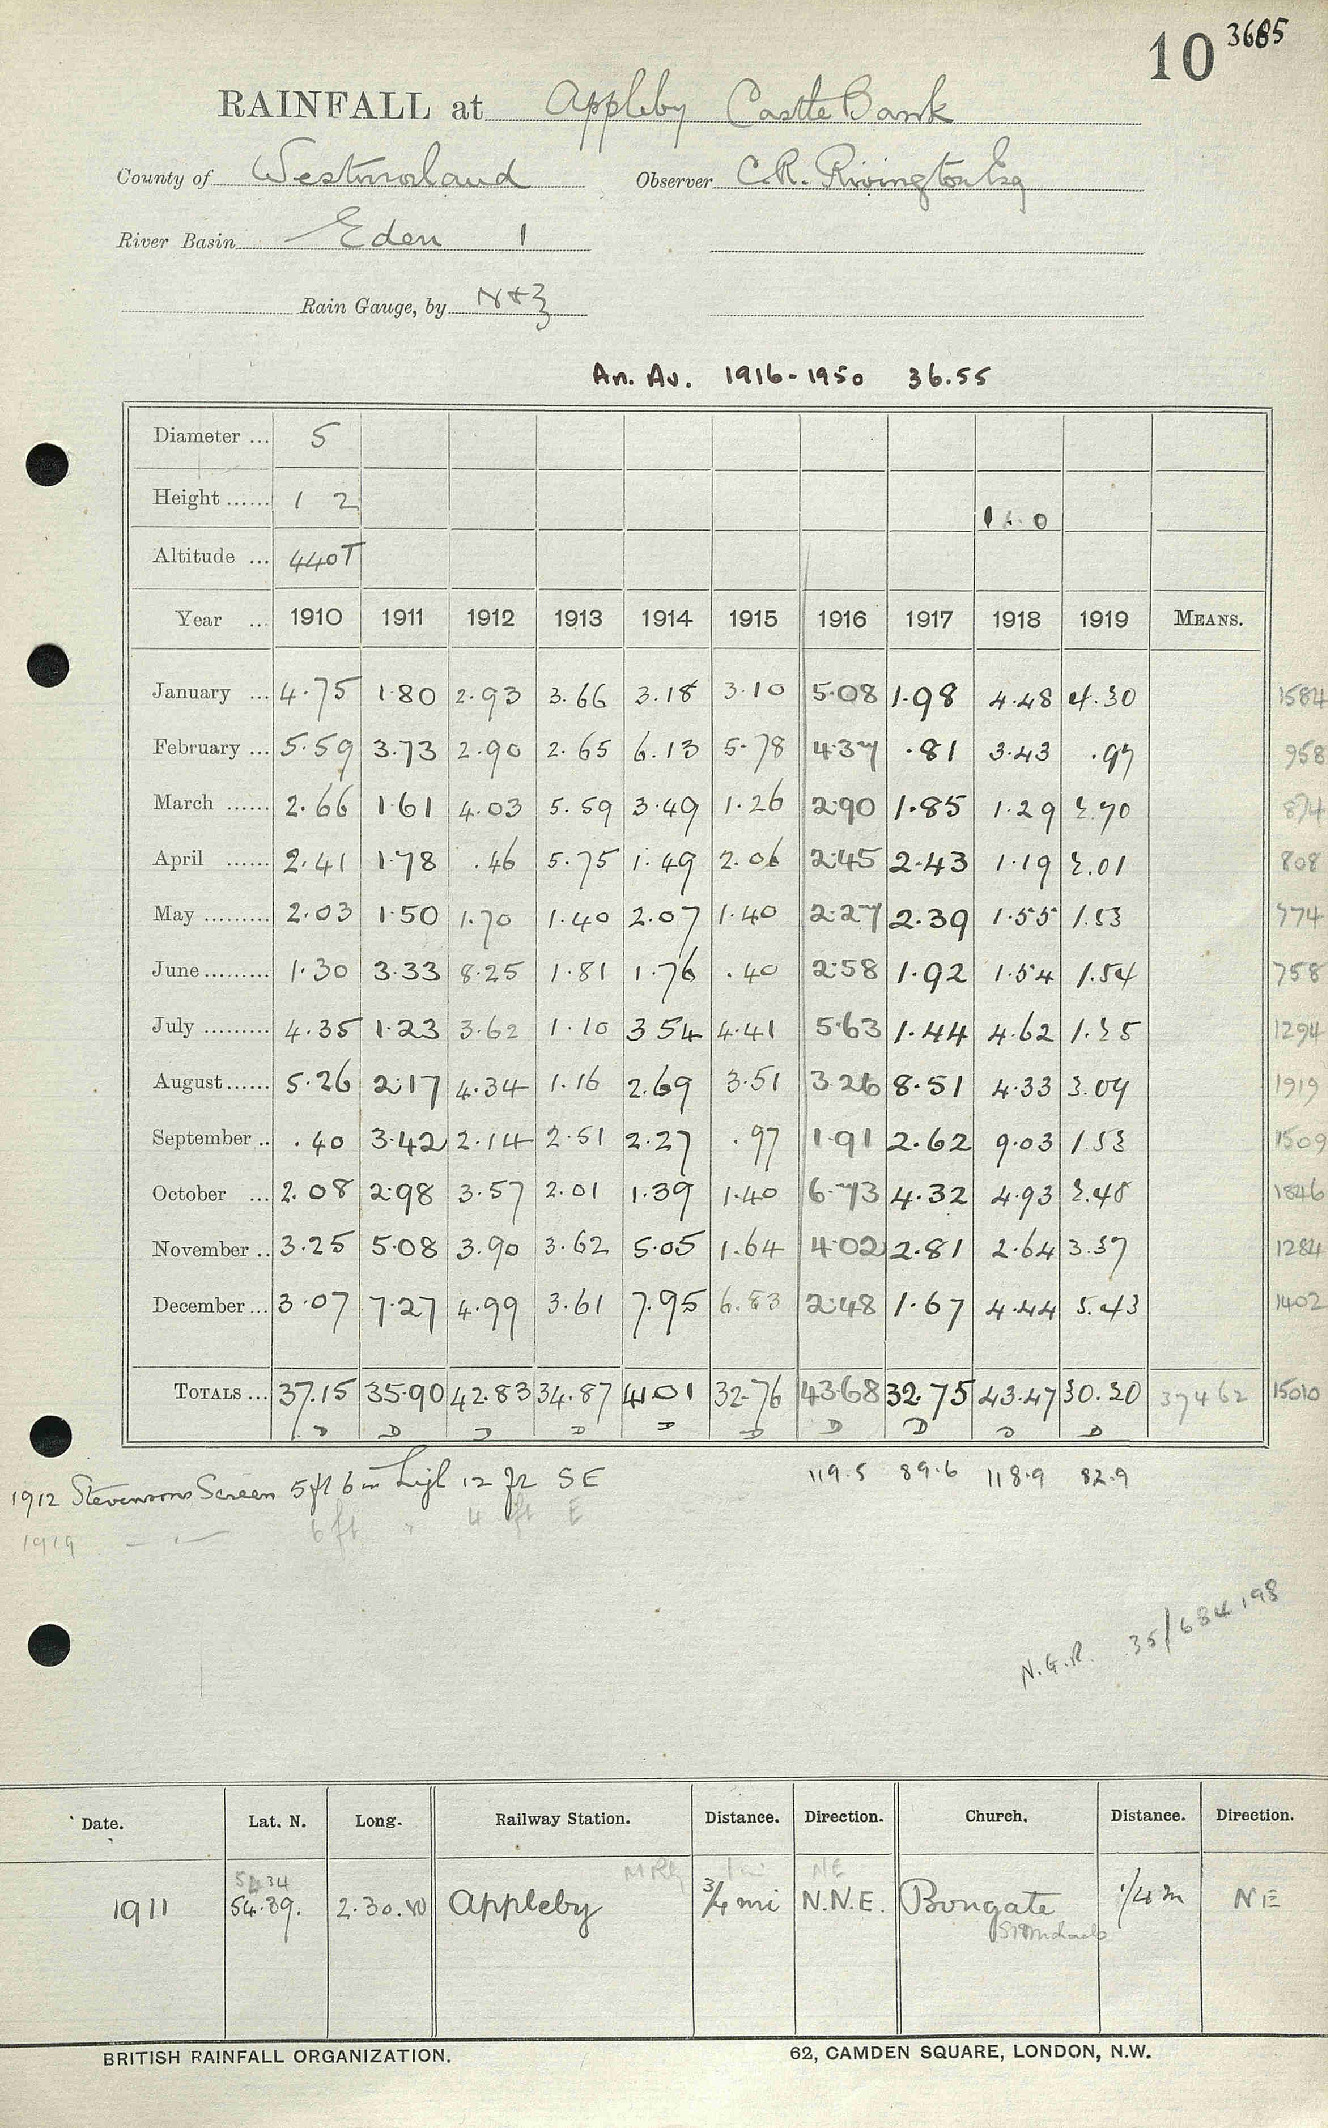 10 3685
RAINFALL at Appleby Castle Bank
County of Westmorland Observer C.R. Rivington Esq
River Basin Eden 1
Rain Gauge, by N & Z
An. Av. 1916-1950 36.55
Diameter ... 5
Height ...... 1 2 1 0
Altitude ... 440T
Year ... 1910 1911 1912 1913 1914 1915 1916 1917 1918 1919 MEANS.
January ... 4.75 1.80 2.93 3.66 3.18 3.10 5.08 1.98 4.48 4.30 1584
February ... 5.59 3.73 2.90 2.65 6.13 5.78 4.37 .81 3.43 .97 958
March ...... 2.66 1.61 4.03 5.59 3.49 1.26 2.90 1.85 1.29 2.70 874
April ...... 2.41 1.78 .46 5.75 1.49 2.06 2.45 2.43 1.19 2.01 808
May ......... 2.03 1.50 1.70 1.40 2.07 1.40 2.27 2.39 1.55 1.53 774
June ......... 1.30 3.33 8.25 1.81 1.76 .40 2.58 1.92 1.54 1.54 758
July ......... 4.35 1.23 3.62 1.10 3.54 4.41 5.63 1.44 4.62 1.25 1294
August...... 5.26 2.17 4.34 1.16 2.69 3.51 3.26 8.51 4.33 3.09 1919
September .. .40 3.42 2.14 2.51 2.27 .97 1.91 2.62 9.03 1.53 1509
October ... 2.08 2.98 3.57 2.01 1.39 1.40 6.73 4.32 4.93 2.48 1846
November .. 3.25 5.08 3.90 3.62 5.05 1.64 4.02 2.81 2.64 3.37 1284
December ... 3.07 7.27 4.99 3.61 7.95 6.83 2.48 1.67 4.44 5.43 1402
TOTALS ... 37.15 35.90 42.83 34.87 41.01 32.76 43.68 32.75 43.47 30.20 37462 15010
D D D D D D D D D D
119.5 89.6 118.9 82.9
1912 Stevensons Screen 5ft 6in high 12 ft SE
1919 — — 6 ft " 4 ft E
N.G.R. 35/684198
Date. Lat. N. Long. Railway Station. Distance. Direction. Church. Distance. Direction.
54 34 M Rly 1 mi NE
1911 54.39. 2.30.40 Appleby 3/4 mi N.N.E. Bongate 1/4 m NE
St Michaels
BRITISH RAINFALL ORGANIZATION. 62, CAMDEN SQUARE, LONDON, N.W.